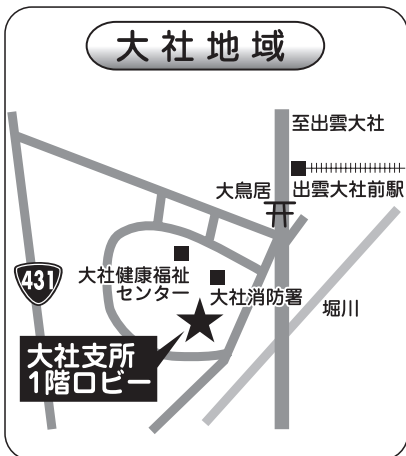 大社地域
至出雲大社
大鳥居
出雲大社前駅
431
大社健康福祉
センター
大社消防署
堀川
大社支所
1階ロビー